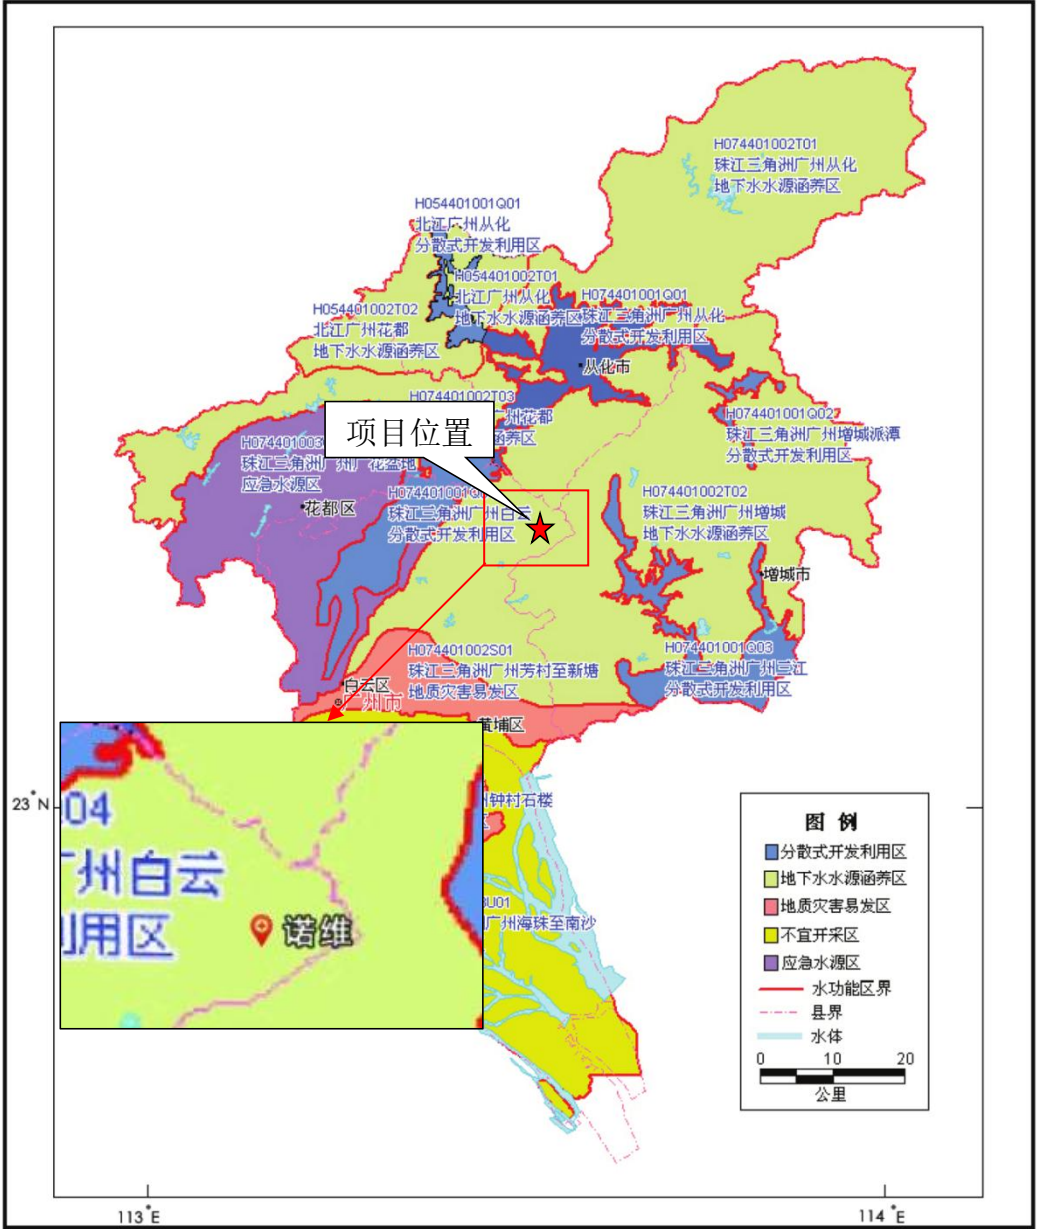 H074401002T01
珠江三角洲广州从化
地下水水源涵养区
H054401001Q01
北江广州从化
分散式开发利用区
H054401002T01
北江广州从化
地下水水源涵养区
H074401001Q01
珠江三角洲广州从化
分散式开发利用区
H054401002T02
北江广州花都
地下水水源涵养区
从化市
H074401002T03
州花都
涵养区
项目位置
H074401001Q02
珠江三角洲广州增城派潭
分散式开发利用区
H074401003
珠江三角洲广州广花盆地
应急水源区
花都区
H074401001Q
珠江三角洲广州白云
分散式开发利用区
H074401002T02
珠江三角洲广州增城
地下水水源涵养区
增城市
H074401002S01
珠江三角洲广州芳村至新塘
地质灾害易发区
H074401001Q03
珠江三角洲广州三江
分散式开发利用区
白云区
广州市
黄埔区
04
广州白云
利用区
诺维
州钟村石楼
区
U01
广州海珠至南沙
23°N
图 例
分散式开发利用区
地下水水源涵养区
地质灾害易发区
不宜开采区
应急水源区
水功能区界
县界
水体
0 10 20
公里
113°E
114°E